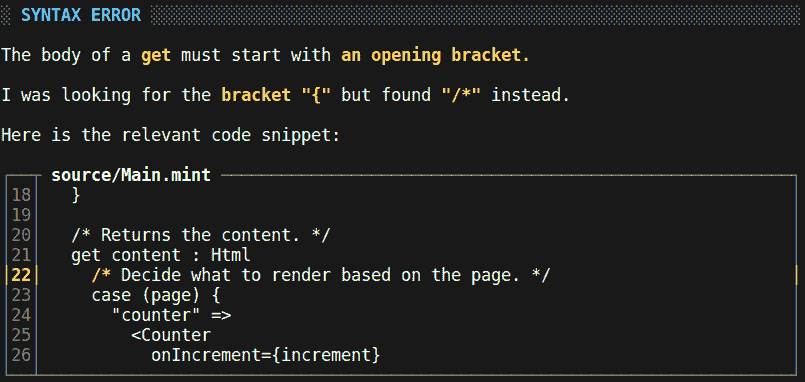 SYNTAX ERROR
The body of a get must start with an opening bracket.
I was looking for the bracket "{" but found "/*" instead.
Here is the relevant code snippet:
source/Main.mint
18 }
19
20 /* Returns the content. */
21 get content : Html
22 /* Decide what to render based on the page. */
23 case (page) {
24 "counter" =>
25 <Counter
26 onIncrement={increment}